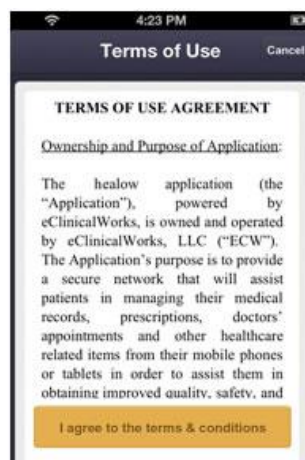 4:23 PM
Terms of Use
Cancel
TERMS OF USE AGREEMENT
Ownership and Purpose of Application:
The healow application (the
“Application”), powered by
eClinicalWorks, is owned and operated
by eClinicalWorks, LLC (“ECW”).
The Application’s purpose is to provide
a secure network that will assist
patients in managing their medical
records, prescriptions, doctors’
appointments and other healthcare
related items from their mobile phones
or tablets in order to assist them in
obtaining improved quality, safety, and
I agree to the terms & conditions